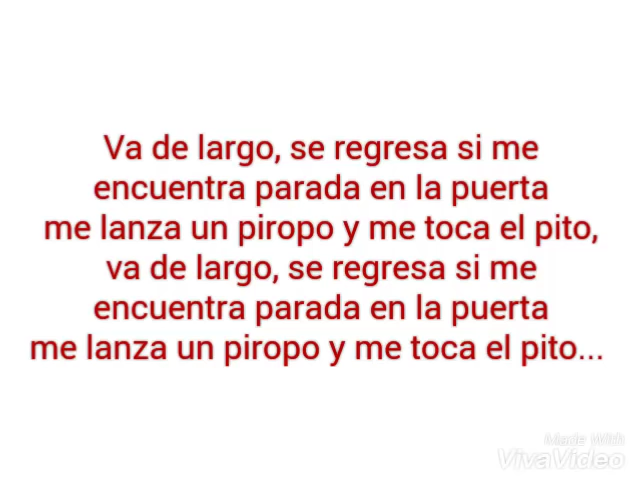 Va de largo, se regresa si me
encuentra parada en la puerta
me lanza un piropo y me toca el pito,
va de largo, se regresa si me
encuentra parada en la puerta
me lanza un piropo y me toca el pito...
Made With
VivaVideo